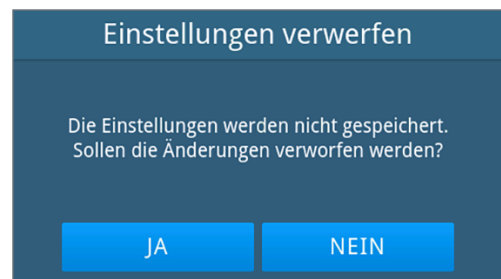 Einstellungen verwerfen
Die Einstellungen werden nicht gespeichert.
Sollen die Änderungen verworfen werden?
JA
NEIN